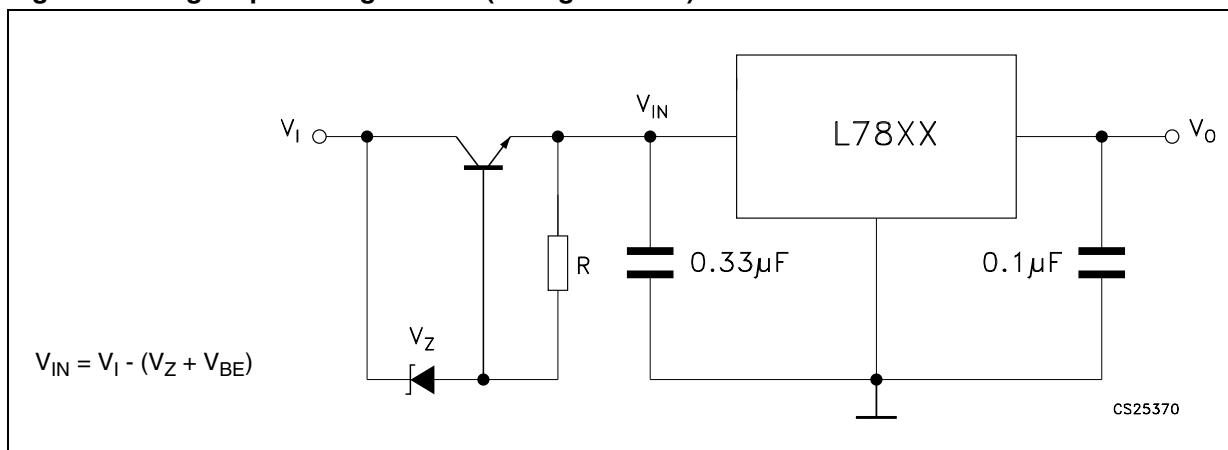 V_I
V_IN
L78XX
V_O
R
0.33µF
0.1µF
V_Z
V_IN = V_I - (V_Z + V_BE)
CS25370